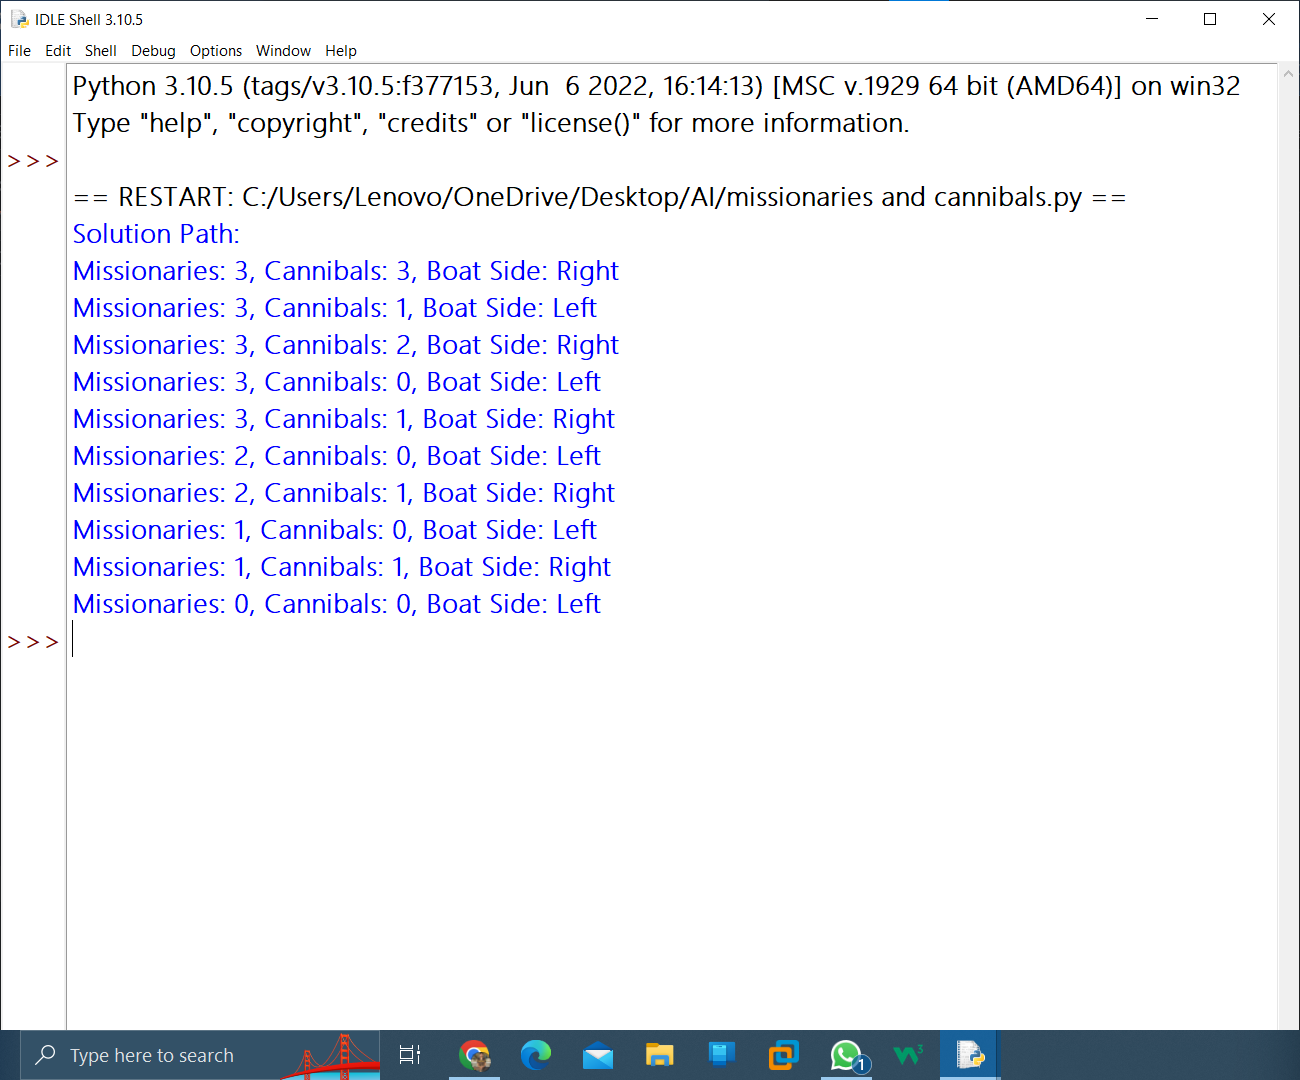 IDLE Shell 3.10.5
File Edit Shell Debug Options Window Help
Python 3.10.5 (tags/v3.10.5:f377153, Jun  6 2022, 16:14:13) [MSC v.1929 64 bit (AMD64)] on win32
Type "help", "copyright", "credits" or "license()" for more information.
>>>
== RESTART: C:/Users/Lenovo/OneDrive/Desktop/AI/missionaries and cannibals.py ==
Solution Path:
Missionaries: 3, Cannibals: 3, Boat Side: Right
Missionaries: 3, Cannibals: 1, Boat Side: Left
Missionaries: 3, Cannibals: 2, Boat Side: Right
Missionaries: 3, Cannibals: 0, Boat Side: Left
Missionaries: 3, Cannibals: 1, Boat Side: Right
Missionaries: 2, Cannibals: 0, Boat Side: Left
Missionaries: 2, Cannibals: 1, Boat Side: Right
Missionaries: 1, Cannibals: 0, Boat Side: Left
Missionaries: 1, Cannibals: 1, Boat Side: Right
Missionaries: 0, Cannibals: 0, Boat Side: Left
>>>
Type here to search
1
W3